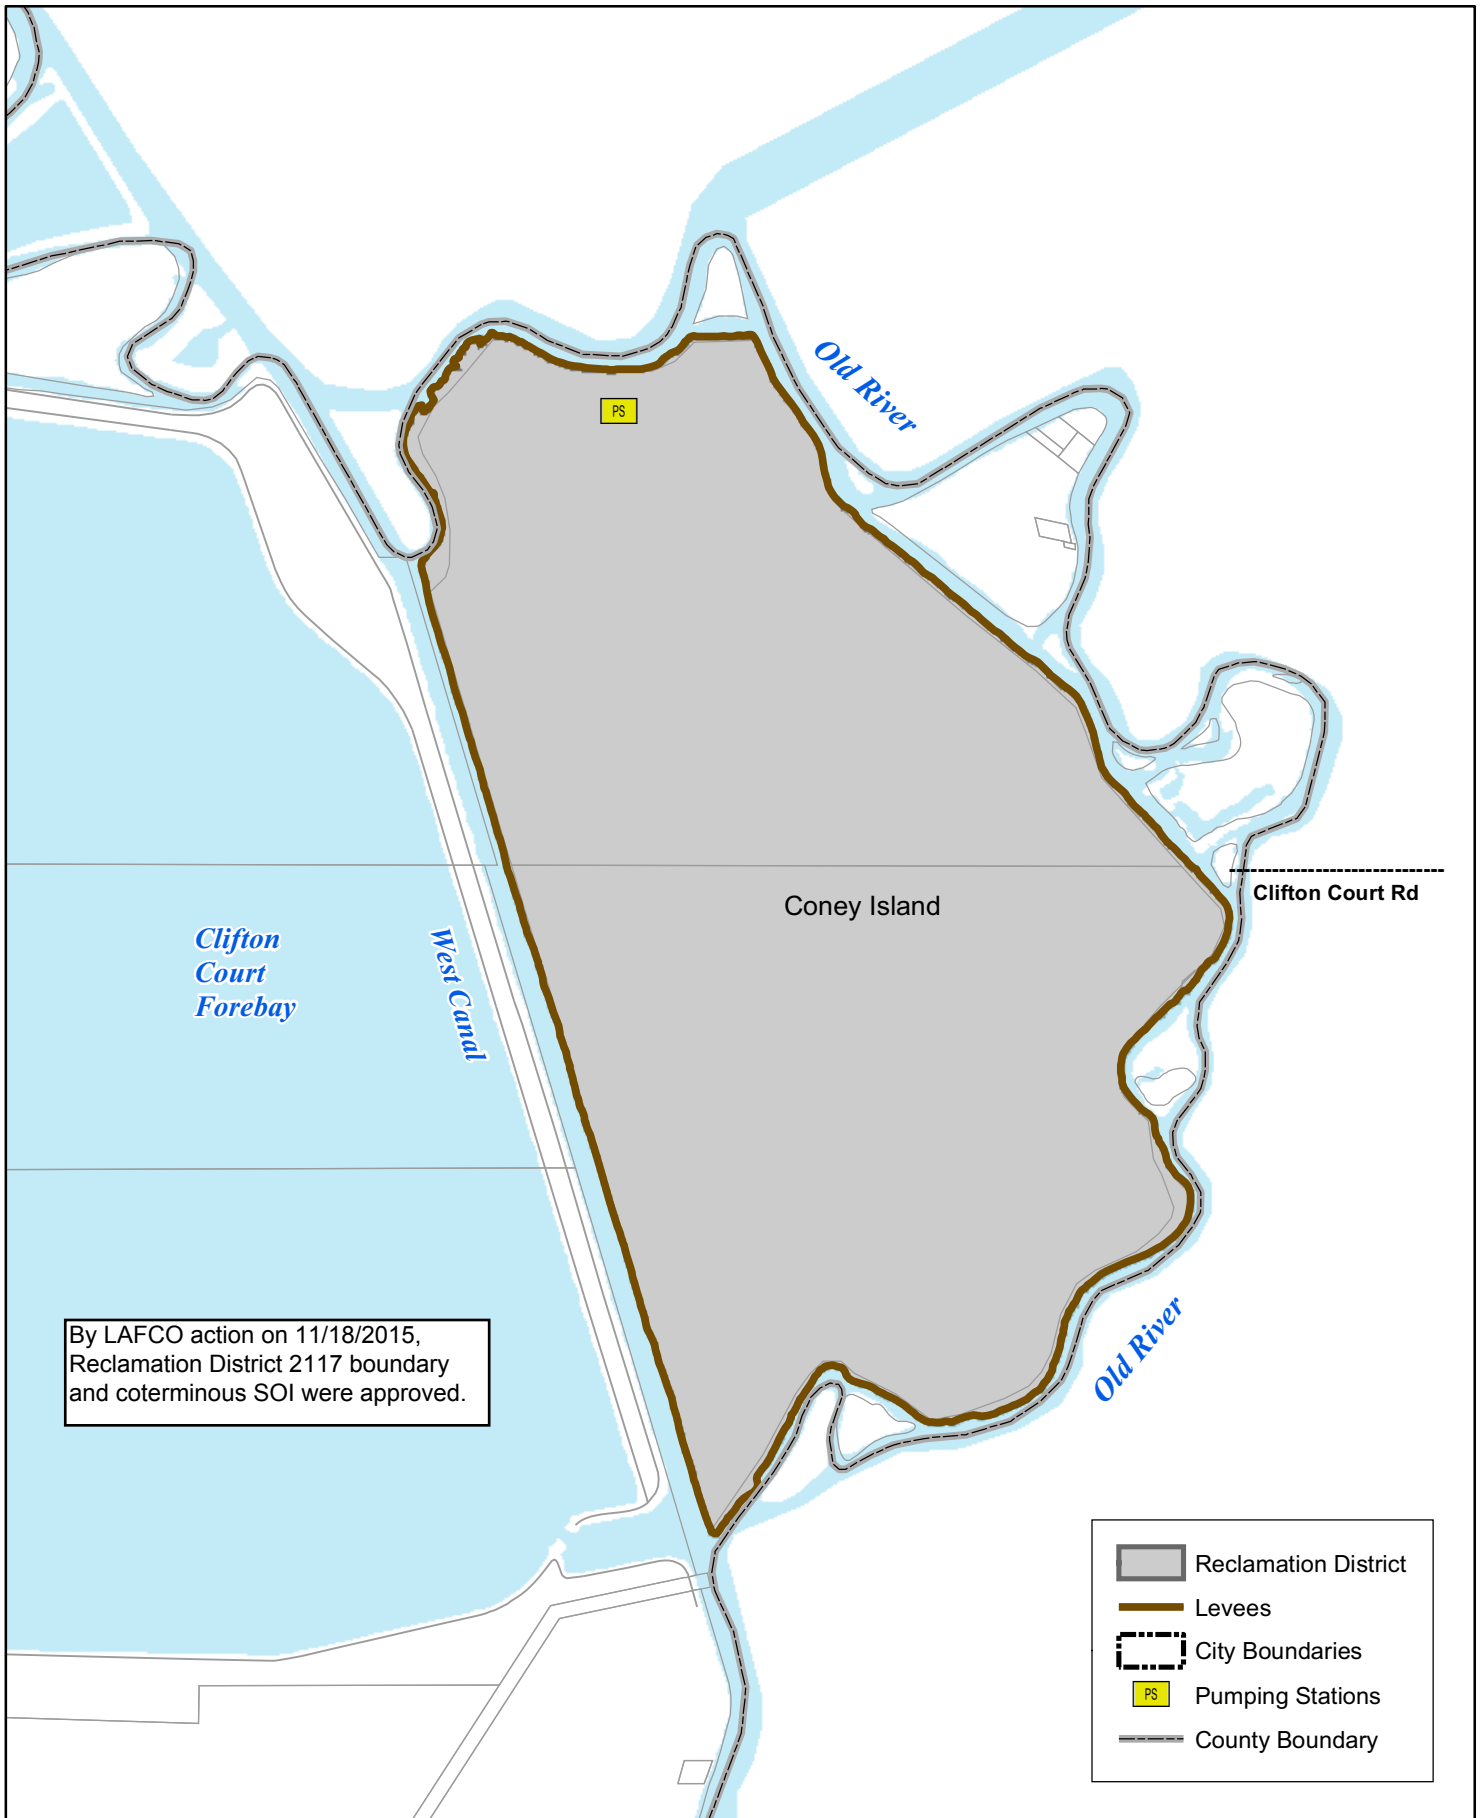 PS
Old River
Clifton Court Rd
Coney Island
Clifton
Court
Forebay
West Canal
Old River
By LAFCO action on 11/18/2015,
Reclamation District 2117 boundary
and coterminous SOI were approved.
Reclamation District
Levees
City Boundaries
PS Pumping Stations
County Boundary